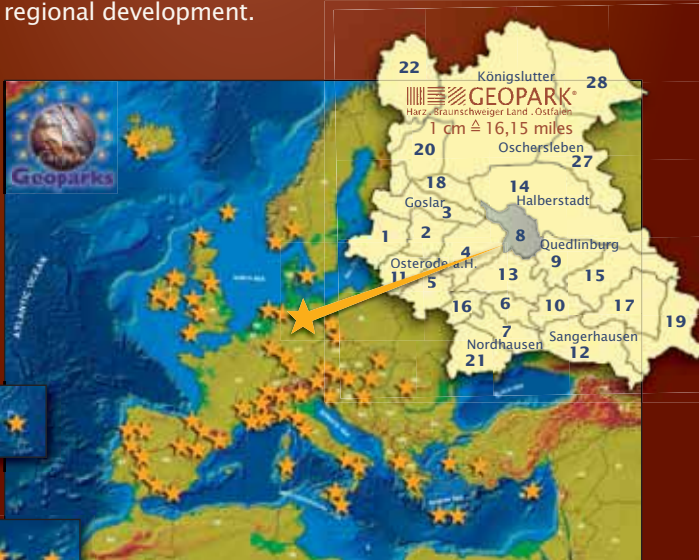 regional development.
22
Königslutter
28
GEOPARK®
Harz . Braunschweiger Land . Ostfalen
1 cm ≙ 16,15 miles
20
Oschersleben
27
18
14
Goslar
3
Halberstadt
1
2
8
4
Quedlinburg
Osterode a.H.
9
11
5
13
15
16
6
10
17
7
19
Nordhausen
Sangerhausen
21
12
Geoparks
ATLANTIC OCEAN